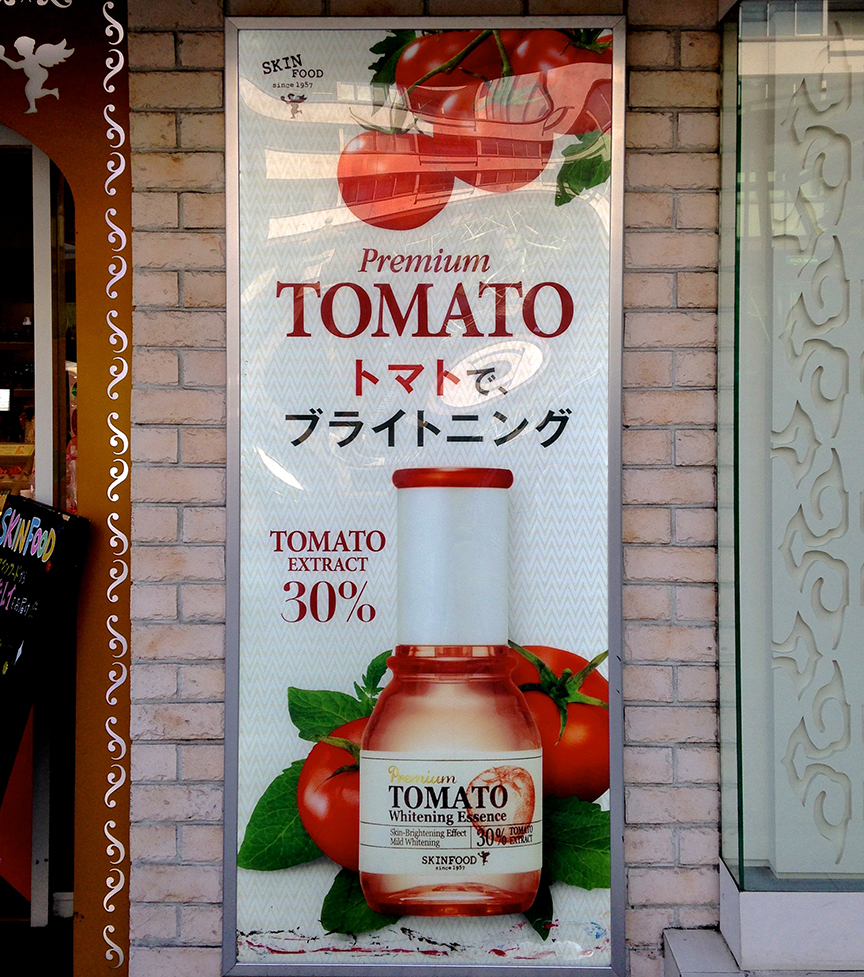 SKIN
FOOD
since 1957
Premium
TOMATO
トマトで、
ブライトニング
TOMATO
EXTRACT
30%
Premium
TOMATO
Whitening Essence
Skin-Brightening Effect
Mild Whitening
30% TOMATO
EXTRACT
SKINFOOD
since 1957
SKINFOOD